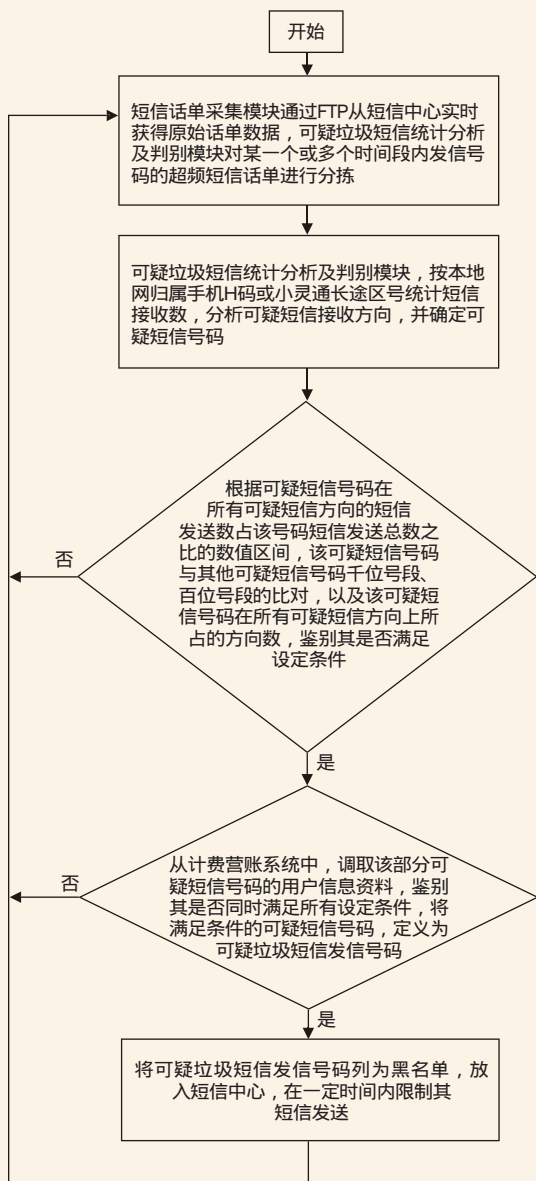 开始
短信话单采集模块通过FTP从短信中心实时
获得原始话单数据，可疑垃圾短信统计分析
及判别模块对某一个或多个时间段内发信号
码的超频短信话单进行分拣
可疑垃圾短信统计分析及判别模块，按本地
网归属手机H码或小灵通长途区号统计短信
接收数，分析可疑短信接收方向，并确定可
疑短信号码
根据可疑短信号码在
所有可疑短信方向的短信
发送数占该号码短信发送总数之
比的数值区间，该可疑短信号码
与其他可疑短信号码千位号段、
百位号段的比对，以及该可疑短
信号码在所有可疑短信方向上所
占的方向数，鉴别其是否满足
设定条件
否
是
从计费营账系统中，调取该部分可
疑短信号码的用户信息资料，鉴别
其是否同时满足所有设定条件，将
满足条件的可疑短信号码，定义为
可疑垃圾短信发信号码
否
是
将可疑垃圾短信发信号码列为黑名单，放
入短信中心，在一定时间内限制其
短信发送